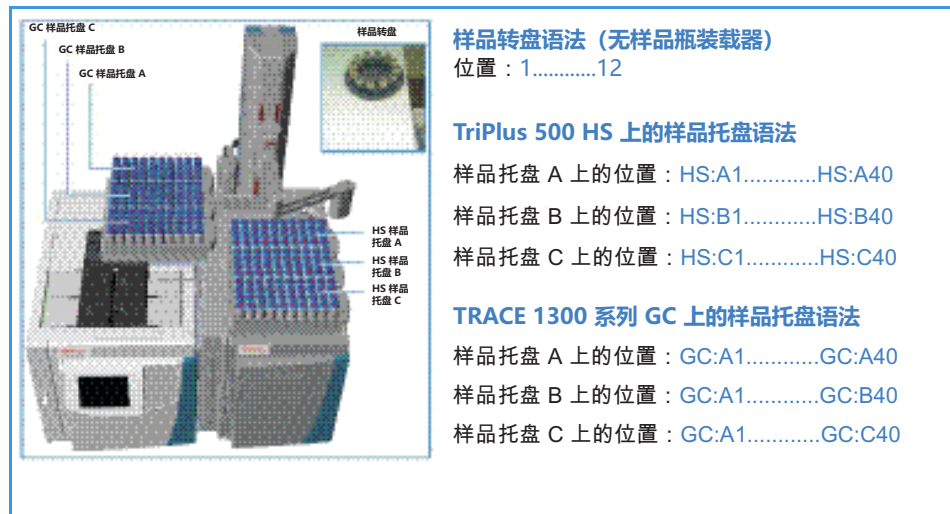 GC 样品托盘 C
GC 样品托盘 B
GC 样品托盘 A
样品转盘
HS 样品
托盘 A
HS 样品
托盘 B
HS 样品
托盘 C
样品转盘语法（无样品瓶装载器）
位置：1............12
TriPlus 500 HS 上的样品托盘语法
样品托盘 A 上的位置：HS:A1............HS:A40
样品托盘 B 上的位置：HS:B1............HS:B40
样品托盘 C 上的位置：HS:C1............HS:C40
TRACE 1300 系列 GC 上的样品托盘语法
样品托盘 A 上的位置：GC:A1............GC:A40
样品托盘 B 上的位置：GC:A1............GC:B40
样品托盘 C 上的位置：GC:A1............GC:C40